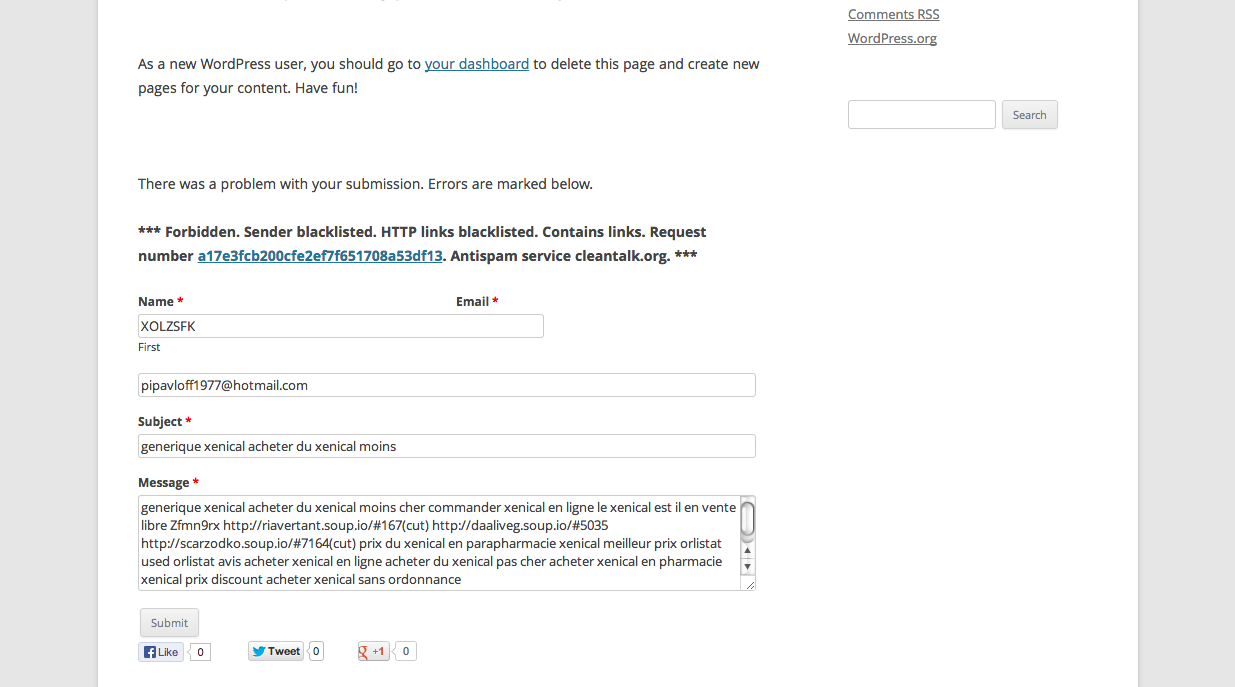 Comments RSS
WordPress.org
As a new WordPress user, you should go to your dashboard to delete this page and create new
pages for your content. Have fun!
Search
There was a problem with your submission. Errors are marked below.
*** Forbidden. Sender blacklisted. HTTP links blacklisted. Contains links. Request
number a17e3fcb200cfe2ef7f651708a53df13. Antispam service cleantalk.org. ***
Name * Email *
XOLZSFK
First
pipavloff1977@hotmail.com
Subject *
generique xenical acheter du xenical moins
Message *
generique xenical acheter du xenical moins cher commander xenical en ligne le xenical est il en vente
libre Zfmn9rx http://riavertant.soup.io/#167(cut) http://daaliveg.soup.io/#5035
http://scarzodko.soup.io/#7164(cut) prix du xenical en parapharmacie xenical meilleur prix orlistat
used orlistat avis acheter xenical en ligne acheter du xenical pas cher acheter xenical en pharmacie
xenical prix discount acheter xenical sans ordonnance
Submit
Like 0 Tweet 0 +1 0